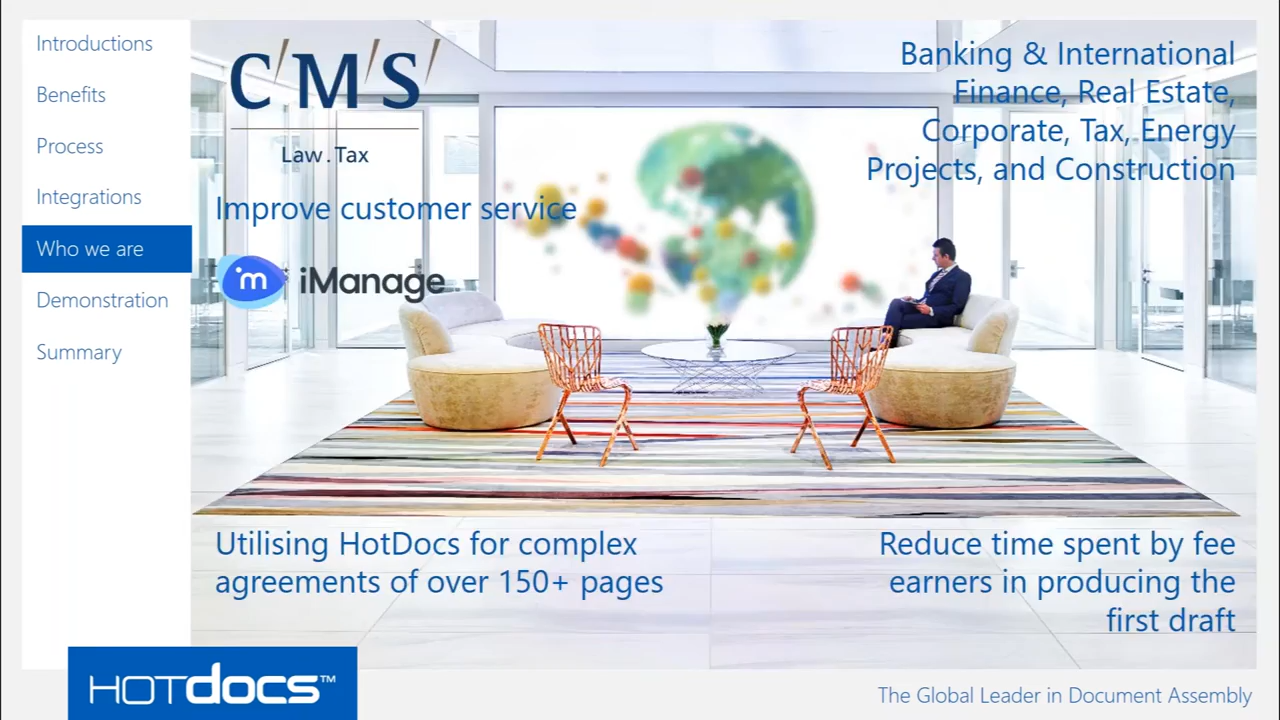 Introductions
Benefits
Process
Integrations
Who we are
Demonstration
Summary
C'M'S'
Law.Tax
Improve customer service
m
iManage
Banking & International
Finance, Real Estate,
Corporate, Tax, Energy
Projects, and Construction
Utilising HotDocs for complex
agreements of over 150+ pages
Reduce time spent by fee
earners in producing the
first draft
HOTdocs™
The Global Leader in Document Assembly